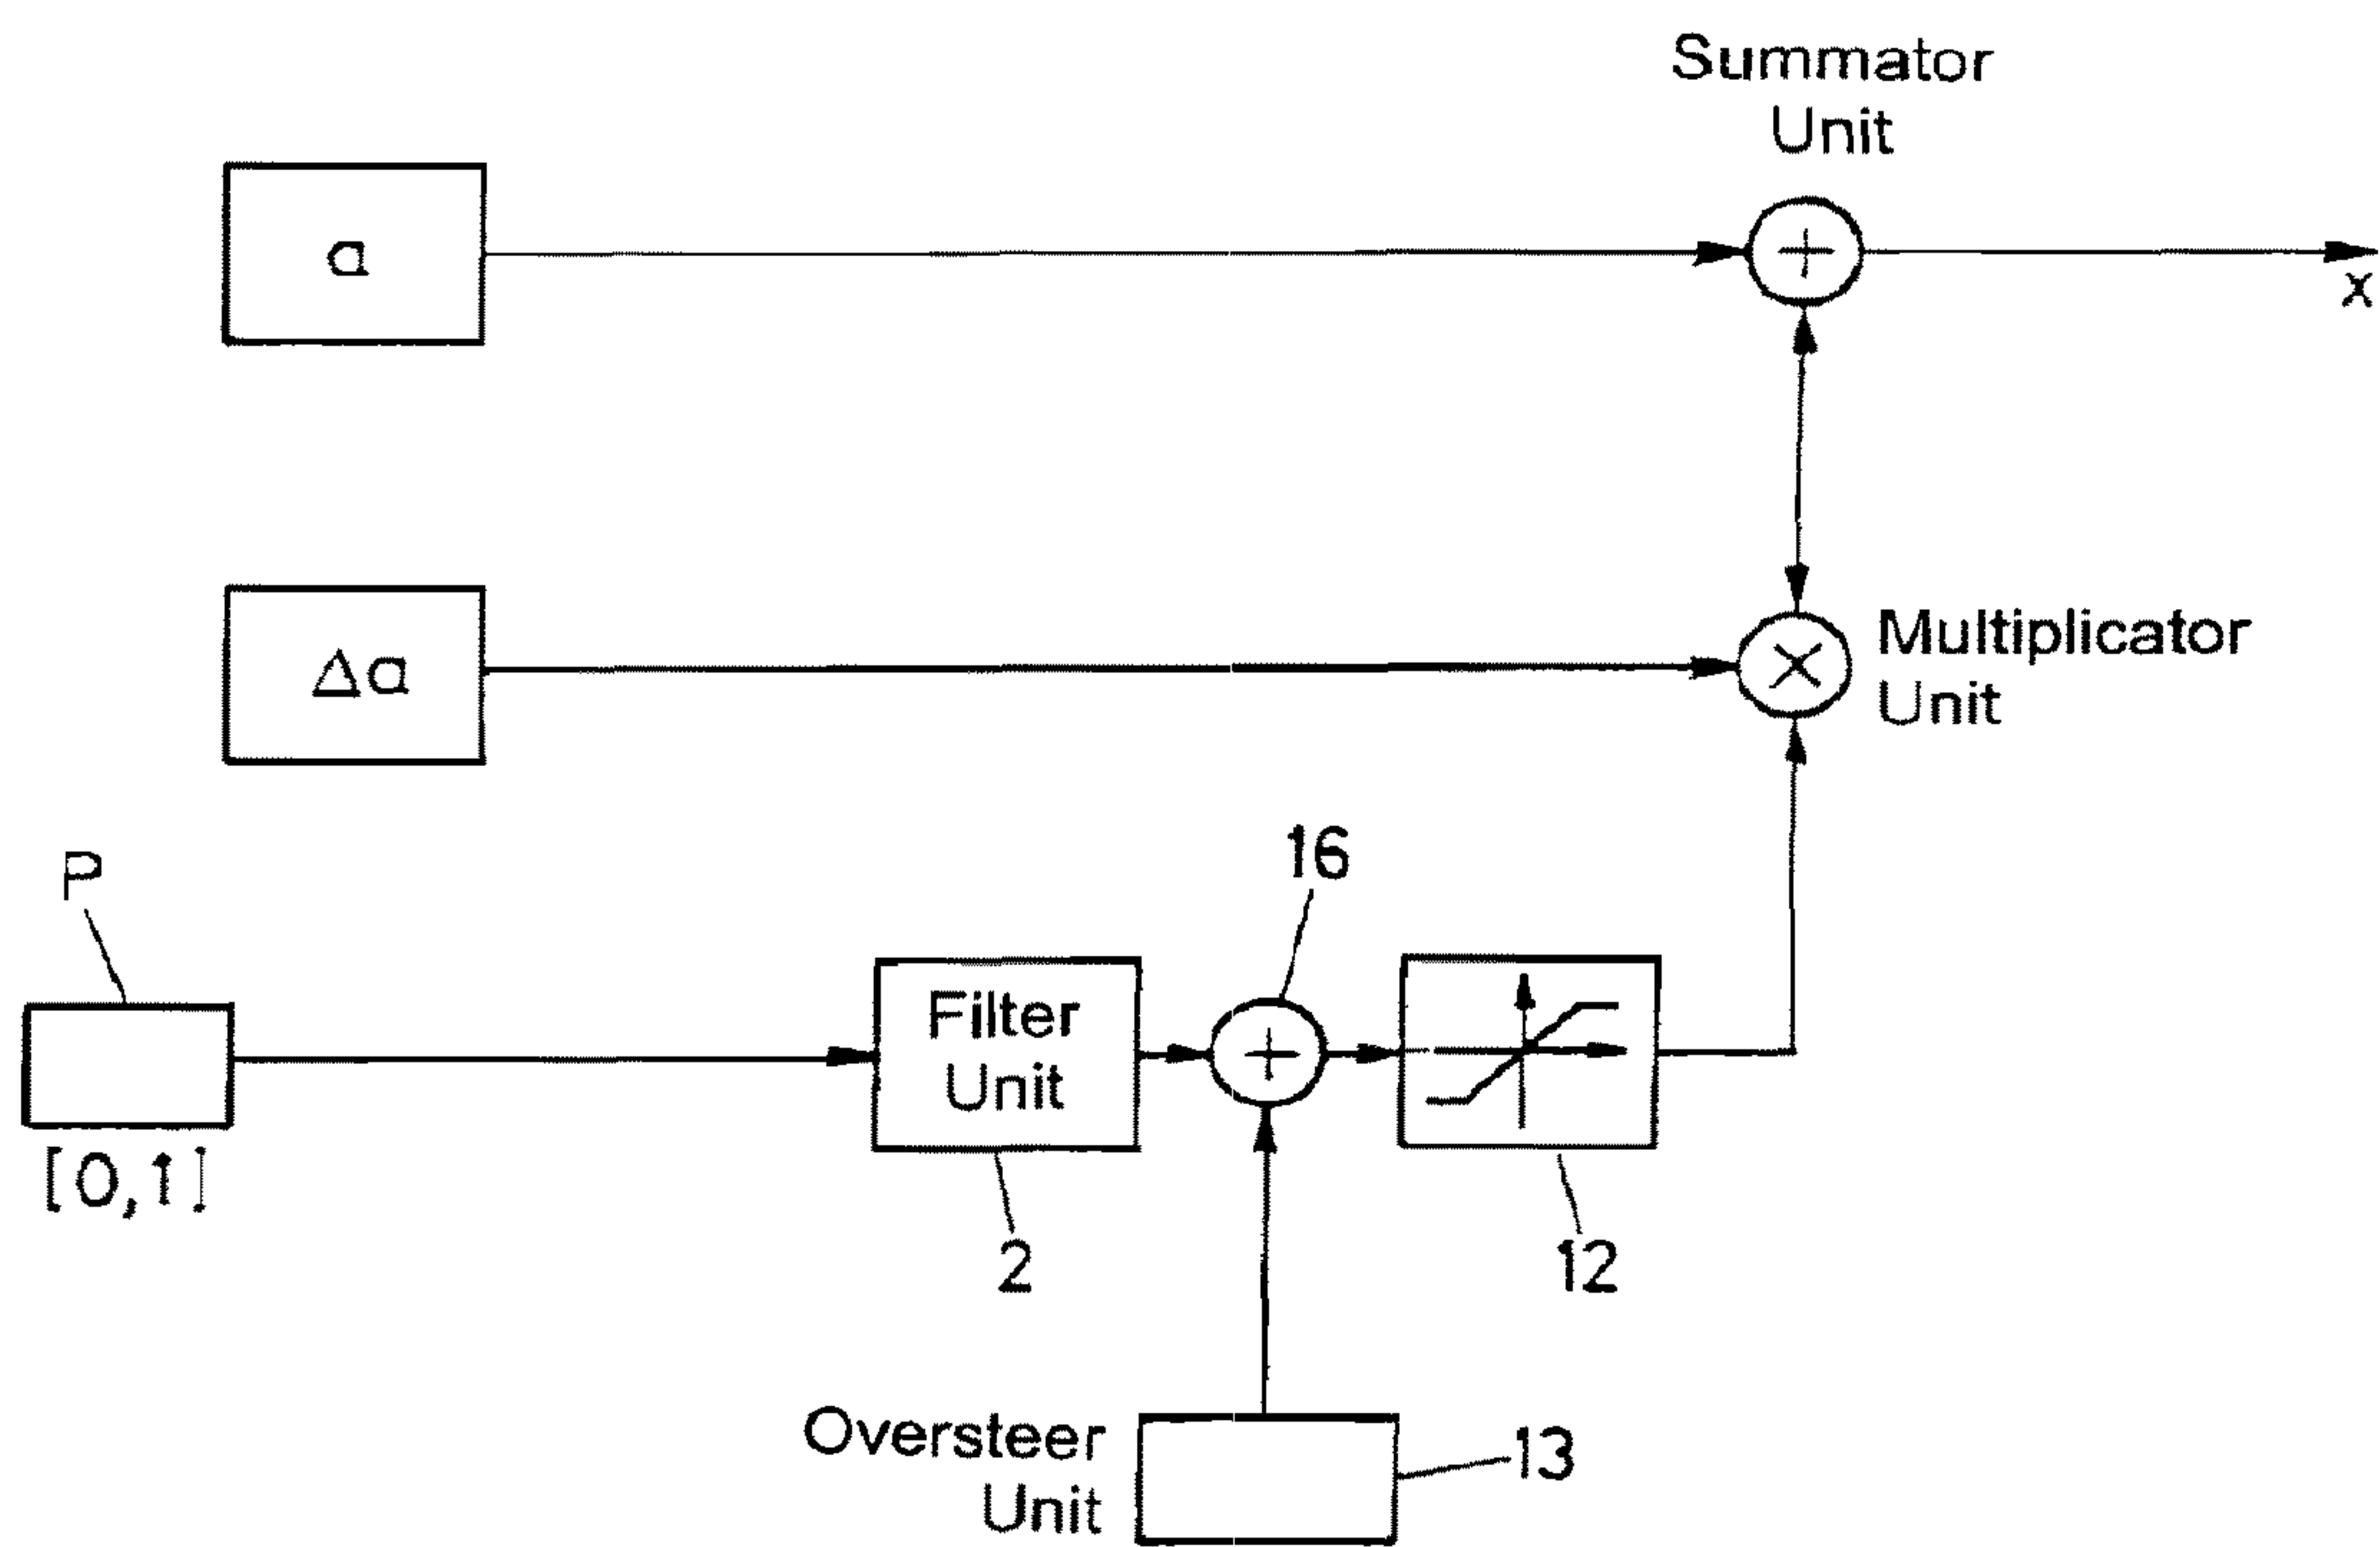 Summator
Unit
a
x
Δa
Multiplicator
Unit
P
16
Filter
Unit
[0,1]
2
12
Oversteer
Unit
13